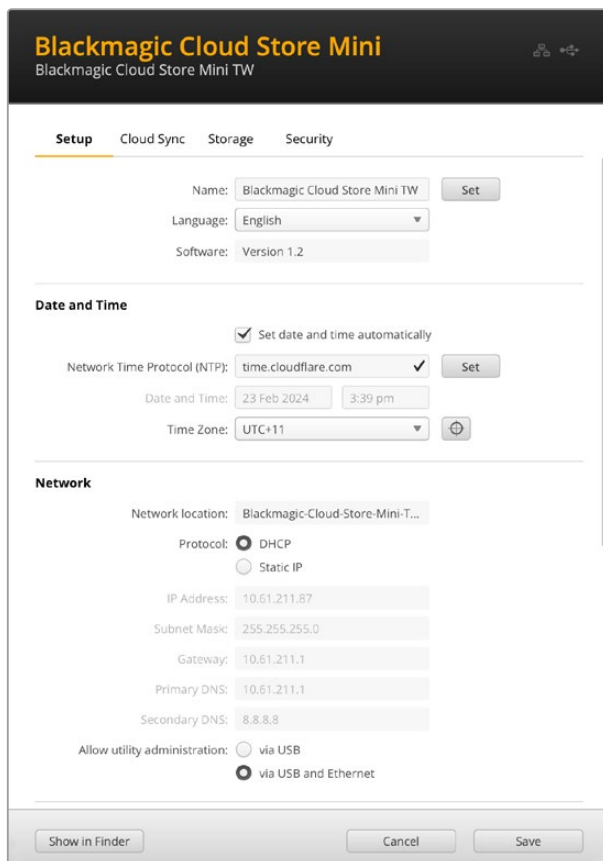 Blackmagic Cloud Store Mini
Blackmagic Cloud Store Mini TW
Setup Cloud Sync Storage Security
Name: Blackmagic Cloud Store Mini TW Set
Language: English
Software: Version 1.2
Date and Time
Set date and time automatically
Network Time Protocol (NTP): time.cloudflare.com Set
Date and Time: 23 Feb 2024 3:39 pm
Time Zone: UTC+11
Network
Network location: Blackmagic-Cloud-Store-Mini-T...
Protocol: DHCP
Static IP
IP Address: 10.61.211.87
Subnet Mask: 255.255.255.0
Gateway: 10.61.211.1
Primary DNS: 10.61.211.1
Secondary DNS: 8.8.8.8
Allow utility administration: via USB
via USB and Ethernet
Show in Finder Cancel Save